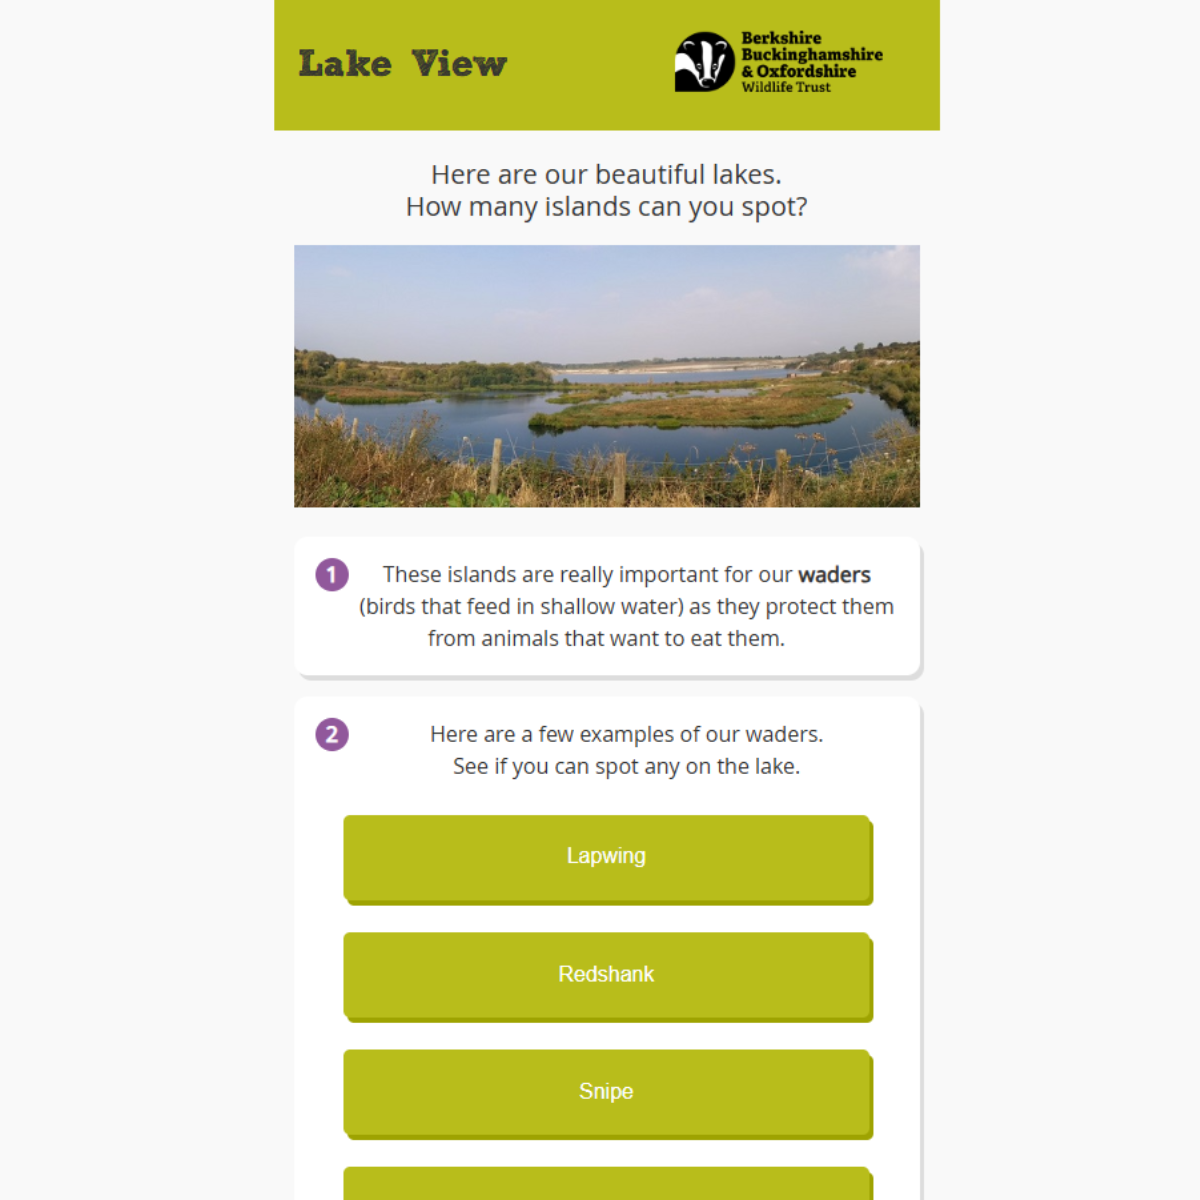 Lake View
Berkshire
Buckinghamshire
& Oxfordshire
Wildlife Trust
Here are our beautiful lakes.
How many islands can you spot?
1
These islands are really important for our waders
(birds that feed in shallow water) as they protect them
from animals that want to eat them.
2
Here are a few examples of our waders.
See if you can spot any on the lake.
Lapwing
Redshank
Snipe